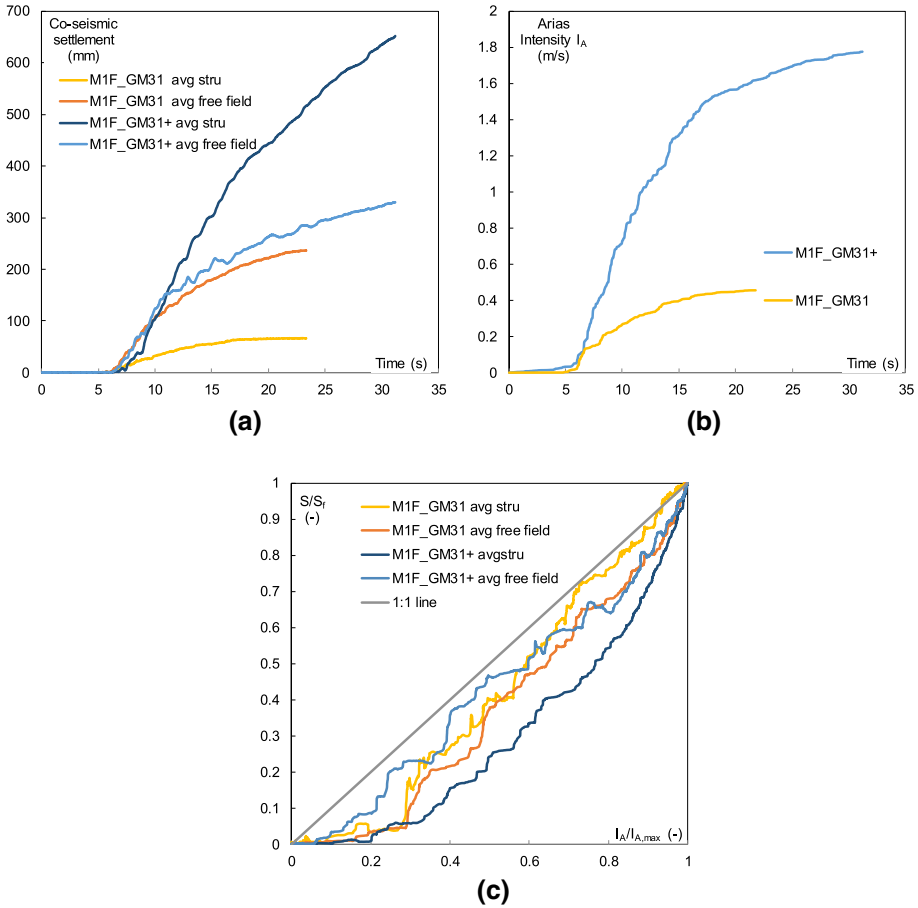 Co-seismic
settlement
(mm)
700
600
500
400
300
200
100
0
M1F_GM31 avg stru
M1F_GM31 avg free field
M1F_GM31+ avg stru
M1F_GM31+ avg free field
Time (s)
0 5 10 15 20 25 30 35
(a)
Arias
Intensity IA
(m/s)
2
1.8
1.6
1.4
1.2
1
0.8
0.6
0.4
0.2
0
M1F_GM31+
M1F_GM31
Time (s)
0 5 10 15 20 25 30 35
(b)
S/Sf
(-)
1
0.9
0.8
0.7
0.6
0.5
0.4
0.3
0.2
0.1
0
M1F_GM31 avg stru
M1F_GM31 avg free field
M1F_GM31+ avgstru
M1F_GM31+ avg free field
1:1 line
IA/IA,max (-)
0 0.2 0.4 0.6 0.8 1
(c)